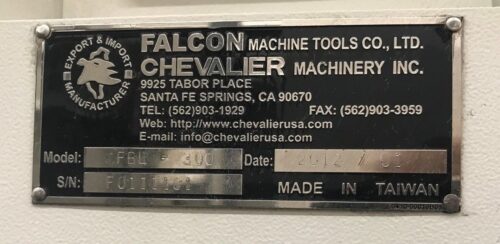 EXPORT & IMPORT
MANUFACTURER
FALCON MACHINE TOOLS CO., LTD.
CHEVALIER MACHINERY INC.
9925 TABOR PLACE
SANTA FE SPRINGS, CA 90670
TEL: (562)903-1929 FAX: (562)903-3959
Web: http://www.chevalierusa.com
E-mail: info@chevalierusa.com
Model: Date: 2012 / 01
S/N: MADE IN TAIWAN